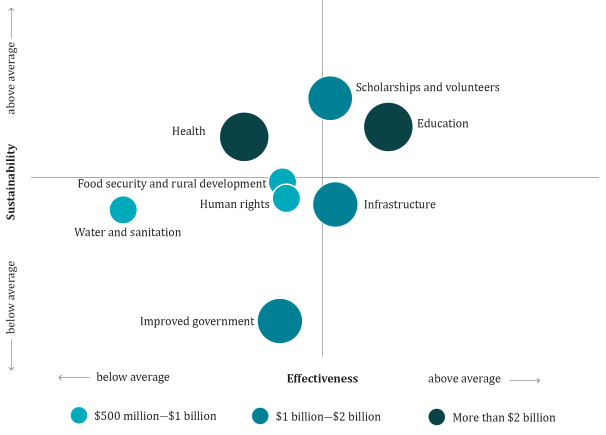 above average
Sustainability
below average
Scholarships and volunteers
Education
Health
Food security and rural development
Human rights
Infrastructure
Water and sanitation
Improved government
below average
Effectiveness
above average
$500 million—$1 billion
$1 billion—$2 billion
More than $2 billion